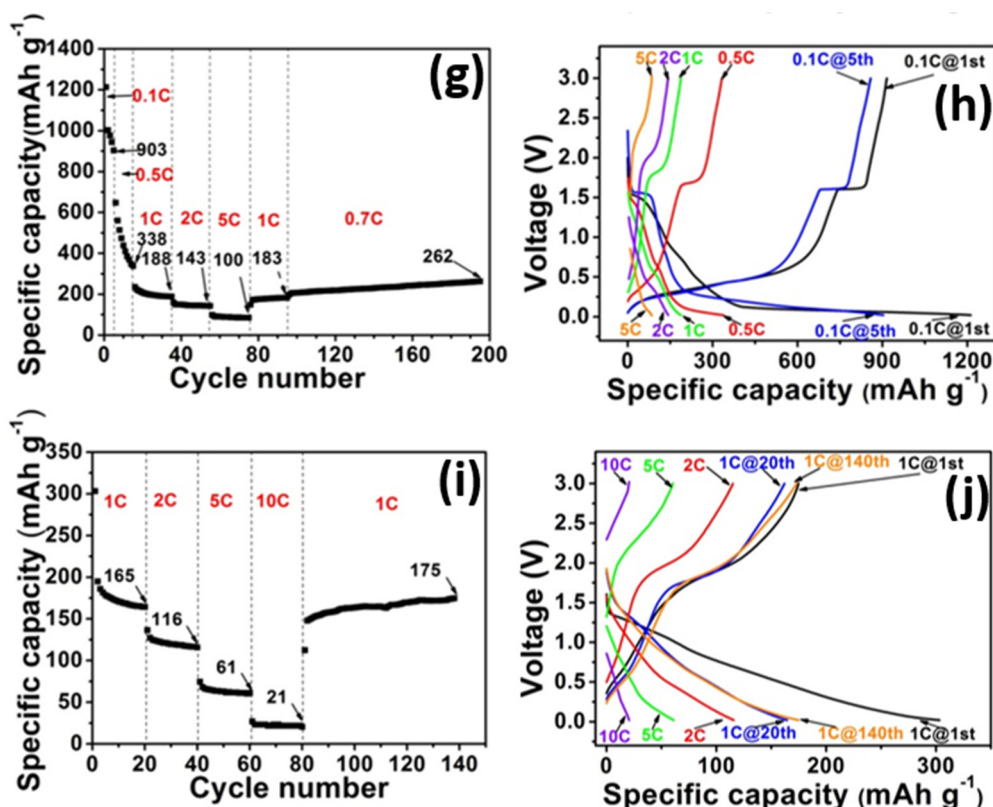 (g)
Specific capacity(mAh g⁻¹)
1400
1200
1000
800
600
400
200
0
0.1C
903
0.5C
1C 2C 5C 1C 0.7C
338
188 143 100 183 262
0 40 80 120 160 200
Cycle number
(h)
Voltage (V)
3.0
2.5
2.0
1.5
1.0
0.5
0.0
5C 2C 1C 0.5C 0.1C@5th 0.1C@1st
5C 2C 1C 0.5C 0.1C@5th 0.1C@1st
0 300 600 900 1200
Specific capacity (mAh g⁻¹)
(i)
Specific capacity (mAh g⁻¹)
350
300
250
200
150
100
50
0
1C 2C 5C 10C 1C
165
116
61
21
175
0 20 40 60 80 100 120 140
Cycle number
(j)
Voltage (V)
3.0
2.5
2.0
1.5
1.0
0.5
0.0
10C 5C 2C 1C@20th 1C@140th 1C@1st
10C 5C 2C 1C@20th 1C@140th 1C@1st
0 100 200 300
Specific capacity (mAh g⁻¹)